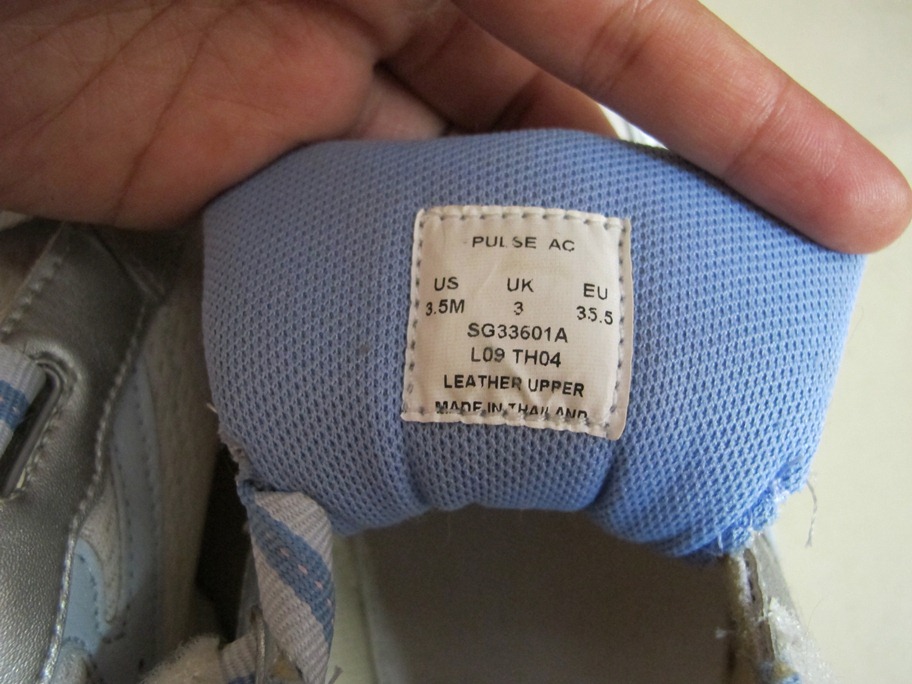 PULSE AC
US UK EU
3.5M 3 35.5
SG33601A
L09 TH04
LEATHER UPPER
MADE IN THAILAND